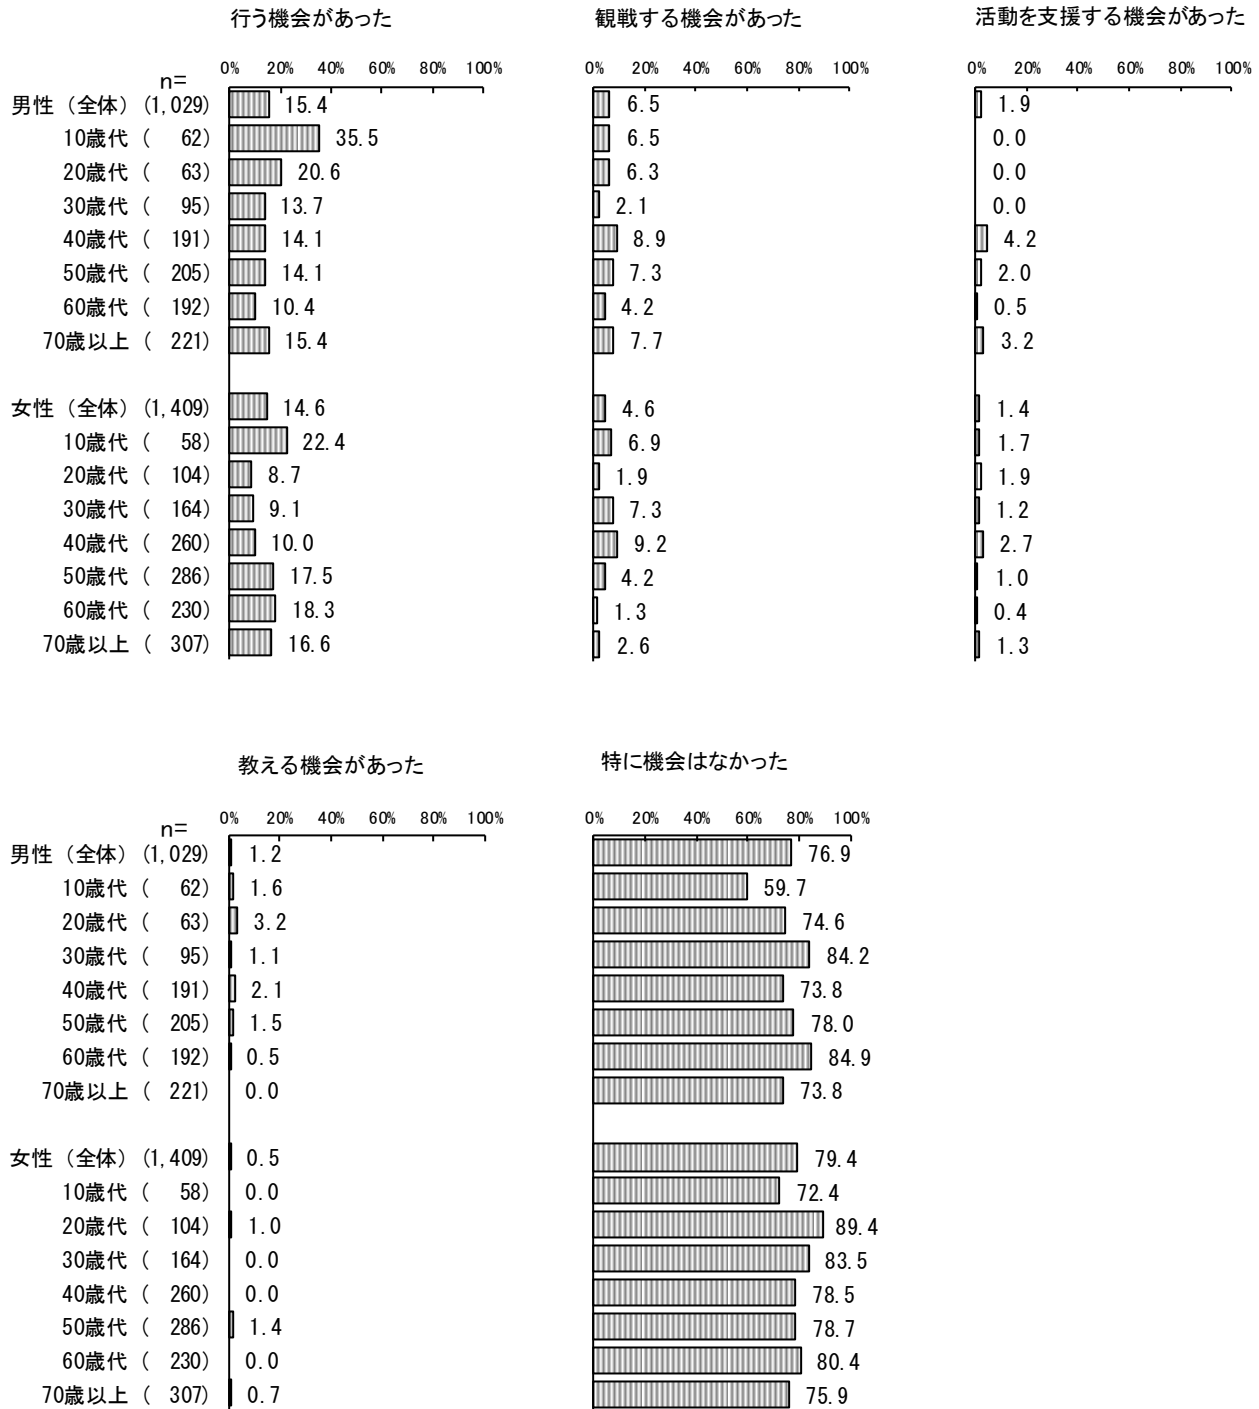 行う機会があった 観戦する機会があった 活動を支援する機会があった
n= 0% 20% 40% 60% 80% 100% 0% 20% 40% 60% 80% 100% 0% 20% 40% 60% 80% 100%
男性（全体）(1,029) 15.4 6.5 1.9
10歳代（ 62） 35.5 6.5 0.0
20歳代（ 63） 20.6 6.3 0.0
30歳代（ 95） 13.7 2.1 0.0
40歳代（ 191） 14.1 8.9 4.2
50歳代（ 205） 14.1 7.3 2.0
60歳代（ 192） 10.4 4.2 0.5
70歳以上（ 221） 15.4 7.7 3.2
女性（全体）(1,409) 14.6 4.6 1.4
10歳代（ 58） 22.4 6.9 1.7
20歳代（ 104） 8.7 1.9 1.9
30歳代（ 164） 9.1 7.3 1.2
40歳代（ 260） 10.0 9.2 2.7
50歳代（ 286） 17.5 4.2 1.0
60歳代（ 230） 18.3 1.3 0.4
70歳以上（ 307） 16.6 2.6 1.3
教える機会があった 特に機会はなかった
n= 0% 20% 40% 60% 80% 100% 0% 20% 40% 60% 80% 100%
男性（全体）(1,029) 1.2 76.9
10歳代（ 62） 1.6 59.7
20歳代（ 63） 3.2 74.6
30歳代（ 95） 1.1 84.2
40歳代（ 191） 2.1 73.8
50歳代（ 205） 1.5 78.0
60歳代（ 192） 0.5 84.9
70歳以上（ 221） 0.0 73.8
女性（全体）(1,409) 0.5 79.4
10歳代（ 58） 0.0 72.4
20歳代（ 104） 1.0 89.4
30歳代（ 164） 0.0 83.5
40歳代（ 260） 0.0 78.5
50歳代（ 286） 1.4 78.7
60歳代（ 230） 0.0 80.4
70歳以上（ 307） 0.7 75.9